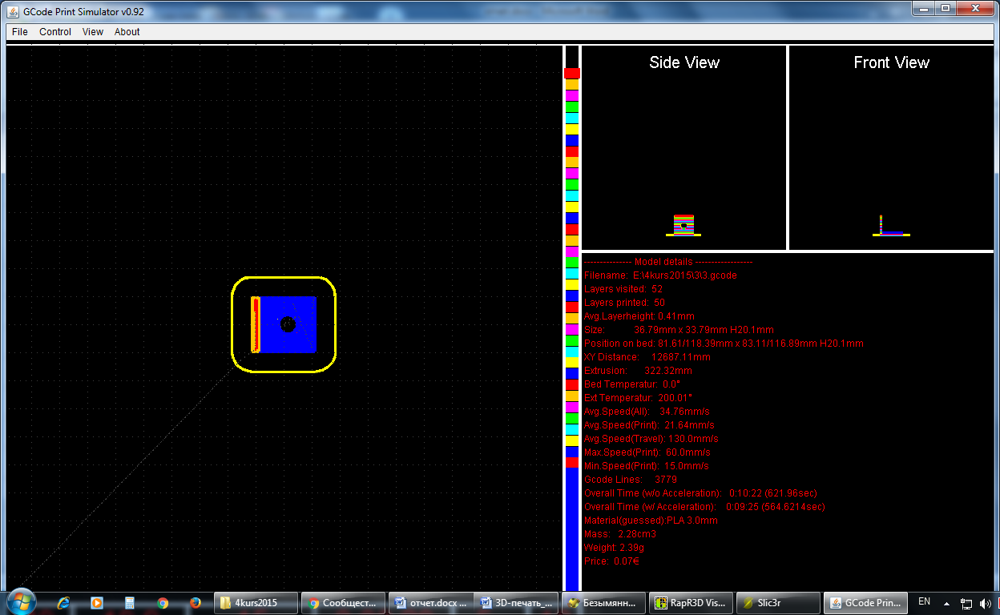 GCode Print Simulator v0.92
File Control View About
Side View
Front View
--------------- Model details ------------------
Filename: E:\4kurs2015\3\3.gcode
Layers visited: 52
Layers printed: 50
Avg.Layerheight: 0.41mm
Size: 36.79mm x 33.79mm H20.1mm
Position on bed: 81.61/118.39mm x 83.11/116.89mm H20.1mm
XY Distance: 12687.11mm
Extrusion: 322.32mm
Bed Temperatur: 0.0°
Ext Temperatur: 200.01°
Avg.Speed(All): 34.76mm/s
Avg.Speed(Print): 21.64mm/s
Avg.Speed(Travel): 130.0mm/s
Max.Speed(Print): 60.0mm/s
Min.Speed(Print): 15.0mm/s
Gcode Lines: 3779
Overall Time (w/o Acceleration): 0:10:22 (621.96sec)
Overall Time (w/ Acceleration): 0:09:25 (564.6214sec)
Material(guessed):PLA 3.0mm
Mass: 2.28cm3
Weight: 2.39g
Price: 0.07€
4kurs2015 Сообщест... отчет.docx ... 3D-печать_... Безымянн... RapR3D Vis... Slic3r GCode Prin... EN